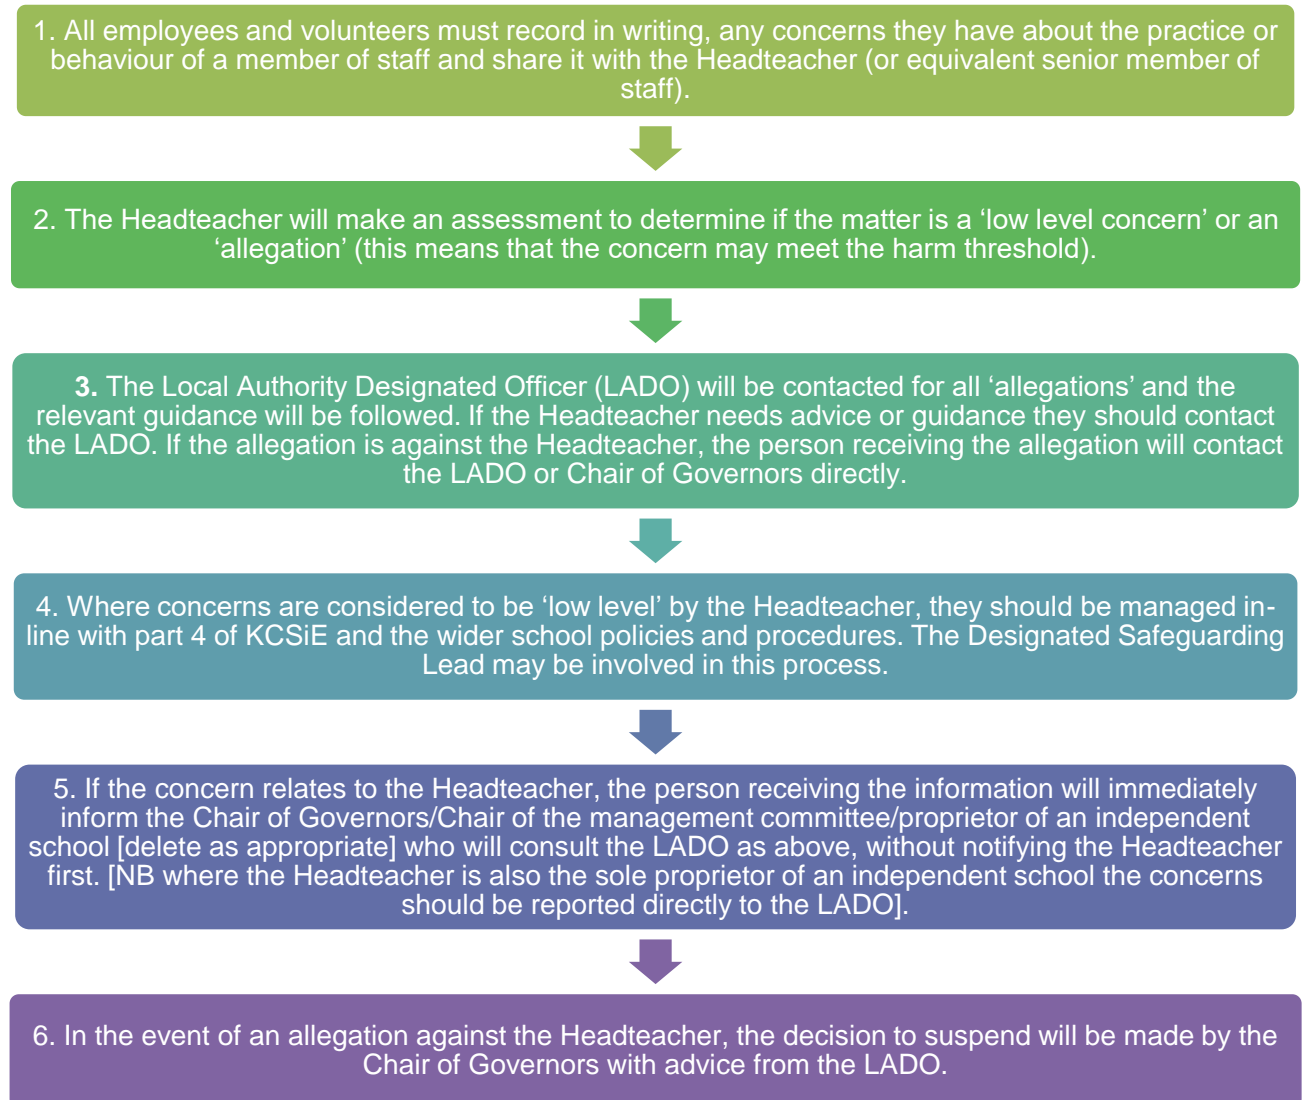 1. All employees and volunteers must record in writing, any concerns they have about the practice or
behaviour of a member of staff and share it with the Headteacher (or equivalent senior member of
staff).
2. The Headteacher will make an assessment to determine if the matter is a ‘low level concern’ or an
‘allegation’ (this means that the concern may meet the harm threshold).
3. The Local Authority Designated Officer (LADO) will be contacted for all ‘allegations’ and the
relevant guidance will be followed. If the Headteacher needs advice or guidance they should contact
the LADO. If the allegation is against the Headteacher, the person receiving the allegation will contact
the LADO or Chair of Governors directly.
4. Where concerns are considered to be ‘low level’ by the Headteacher, they should be managed in-
line with part 4 of KCSiE and the wider school policies and procedures. The Designated Safeguarding
Lead may be involved in this process.
5. If the concern relates to the Headteacher, the person receiving the information will immediately
inform the Chair of Governors/Chair of the management committee/proprietor of an independent
school [delete as appropriate] who will consult the LADO as above, without notifying the Headteacher
first. [NB where the Headteacher is also the sole proprietor of an independent school the concerns
should be reported directly to the LADO].
6. In the event of an allegation against the Headteacher, the decision to suspend will be made by the
Chair of Governors with advice from the LADO.